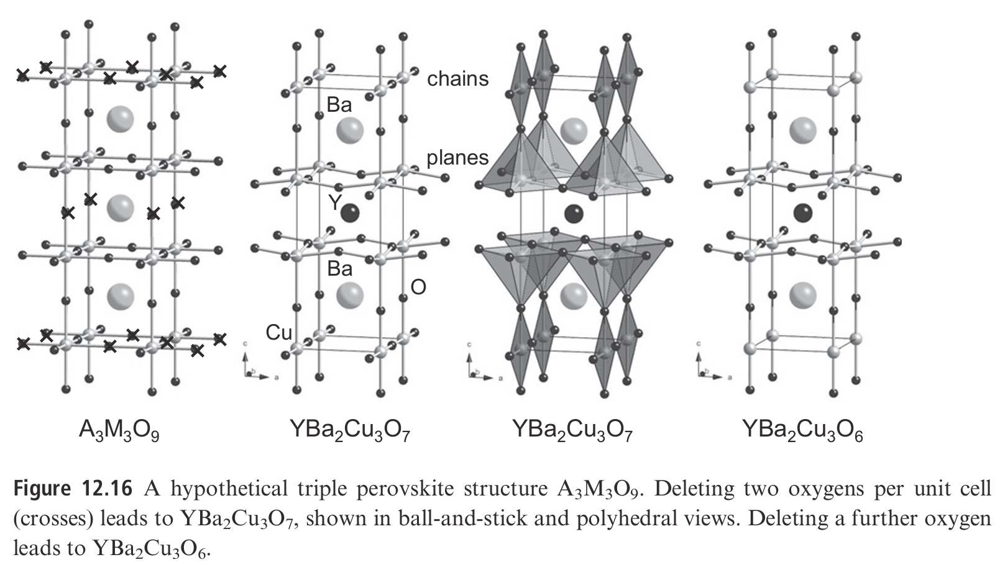 chains
Ba
planes
Y
Ba
O
Cu
c
b
a
c
b
a
c
b
a
A₃M₃O₉
YBa₂Cu₃O₇
YBa₂Cu₃O₇
YBa₂Cu₃O₆
Figure 12.16 A hypothetical triple perovskite structure A₃M₃O₉. Deleting two oxygens per unit cell
(crosses) leads to YBa₂Cu₃O₇, shown in ball-and-stick and polyhedral views. Deleting a further oxygen
leads to YBa₂Cu₃O₆.